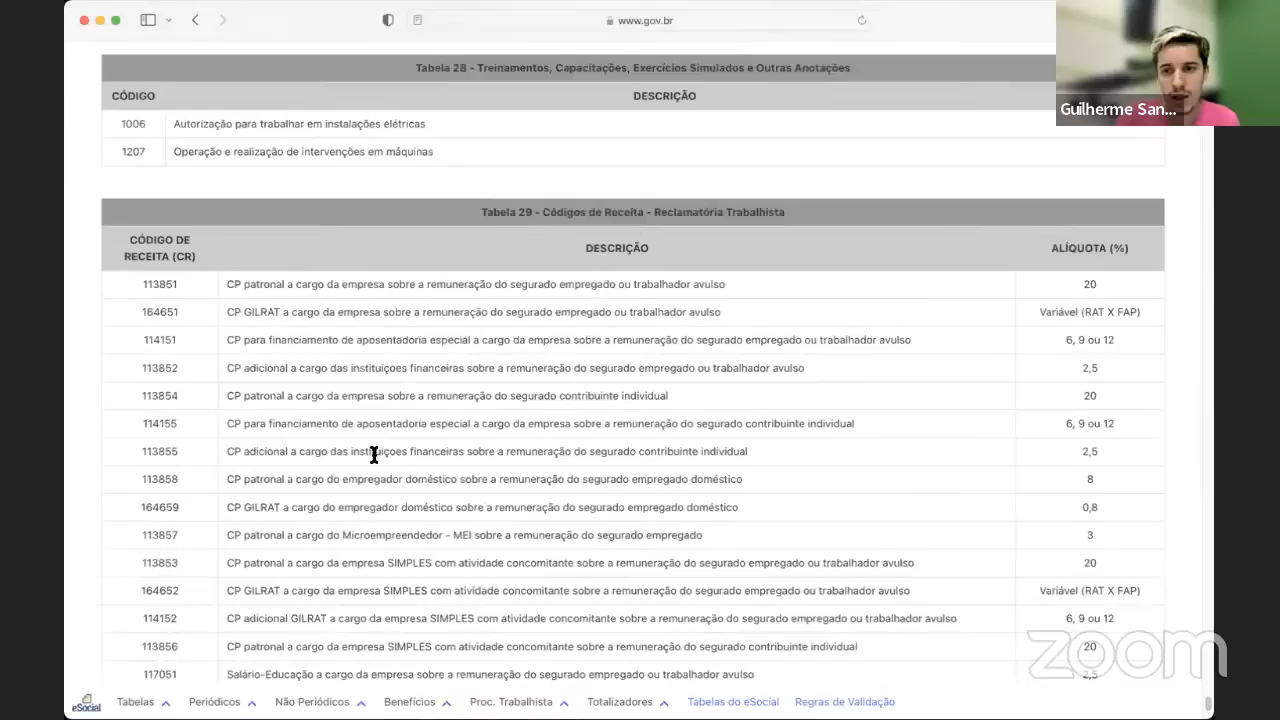 www.gov.br
Guilherme San...
Tabela 28 - Treinamentos, Capacitações, Exercícios Simulados e Outras Anotações
CÓDIGO DESCRIÇÃO
1006 Autorização para trabalhar em instalações elétricas
1207 Operação e realização de intervenções em máquinas
Tabela 29 - Códigos de Receita - Reclamatória Trabalhista
CÓDIGO DE RECEITA (CR) DESCRIÇÃO ALÍQUOTA (%)
113851 CP patronal a cargo da empresa sobre a remuneração do segurado empregado ou trabalhador avulso 20
164651 CP GILRAT a cargo da empresa sobre a remuneração do segurado empregado ou trabalhador avulso Variável (RAT X FAP)
114151 CP para financiamento de aposentadoria especial a cargo da empresa sobre a remuneração do segurado empregado ou trabalhador avulso 6, 9 ou 12
113852 CP adicional a cargo das instituiçoes financeiras sobre a remuneração do segurado empregado ou trabalhador avulso 2,5
113854 CP patronal a cargo da empresa sobre a remuneração do segurado contribuinte individual 20
114155 CP para financiamento de aposentadoria especial a cargo da empresa sobre a remuneração do segurado contribuinte individual 6, 9 ou 12
113855 CP adicional a cargo das instituiçoes financeiras sobre a remuneração do segurado contribuinte individual 2,5
113858 CP patronal a cargo do empregador doméstico sobre a remuneração do segurado empregado doméstico 8
164659 CP GILRAT a cargo do empregador doméstico sobre a remuneração do segurado empregado doméstico 0,8
113857 CP patronal a cargo do Microempreendedor - MEI sobre a remuneração do segurado empregado 3
113853 CP patronal a cargo da empresa SIMPLES com atividade concomitante sobre a remuneração do segurado empregado ou trabalhador avulso 20
164652 CP GILRAT a cargo da empresa SIMPLES com atividade concomitante sobre a remuneração do segurado empregado ou trabalhador avulso Variável (RAT X FAP)
114152 CP adicional GILRAT a cargo da empresa SIMPLES com atividade concomitante sobre a remuneração do segurado empregado ou trabalhador avulso 6, 9 ou 12
113856 CP patronal a cargo da empresa SIMPLES com atividade concomitante sobre a remuneração do segurado contribuinte individual 20
117051 Salário-Educação a cargo da empresa sobre a remuneração do segurado empregado ou trabalhador avulso 2,5
zoom
eSocial Tabelas Periódicos Não Periódicos Benefícios Proc. Trabalhista Totalizadores Tabelas do eSocial Regras de Validação